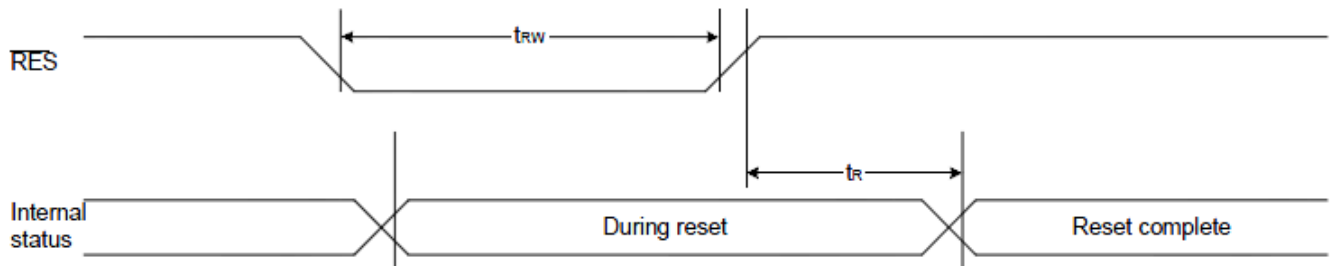 tRW
RES
tR
Internal
status
During reset
Reset complete